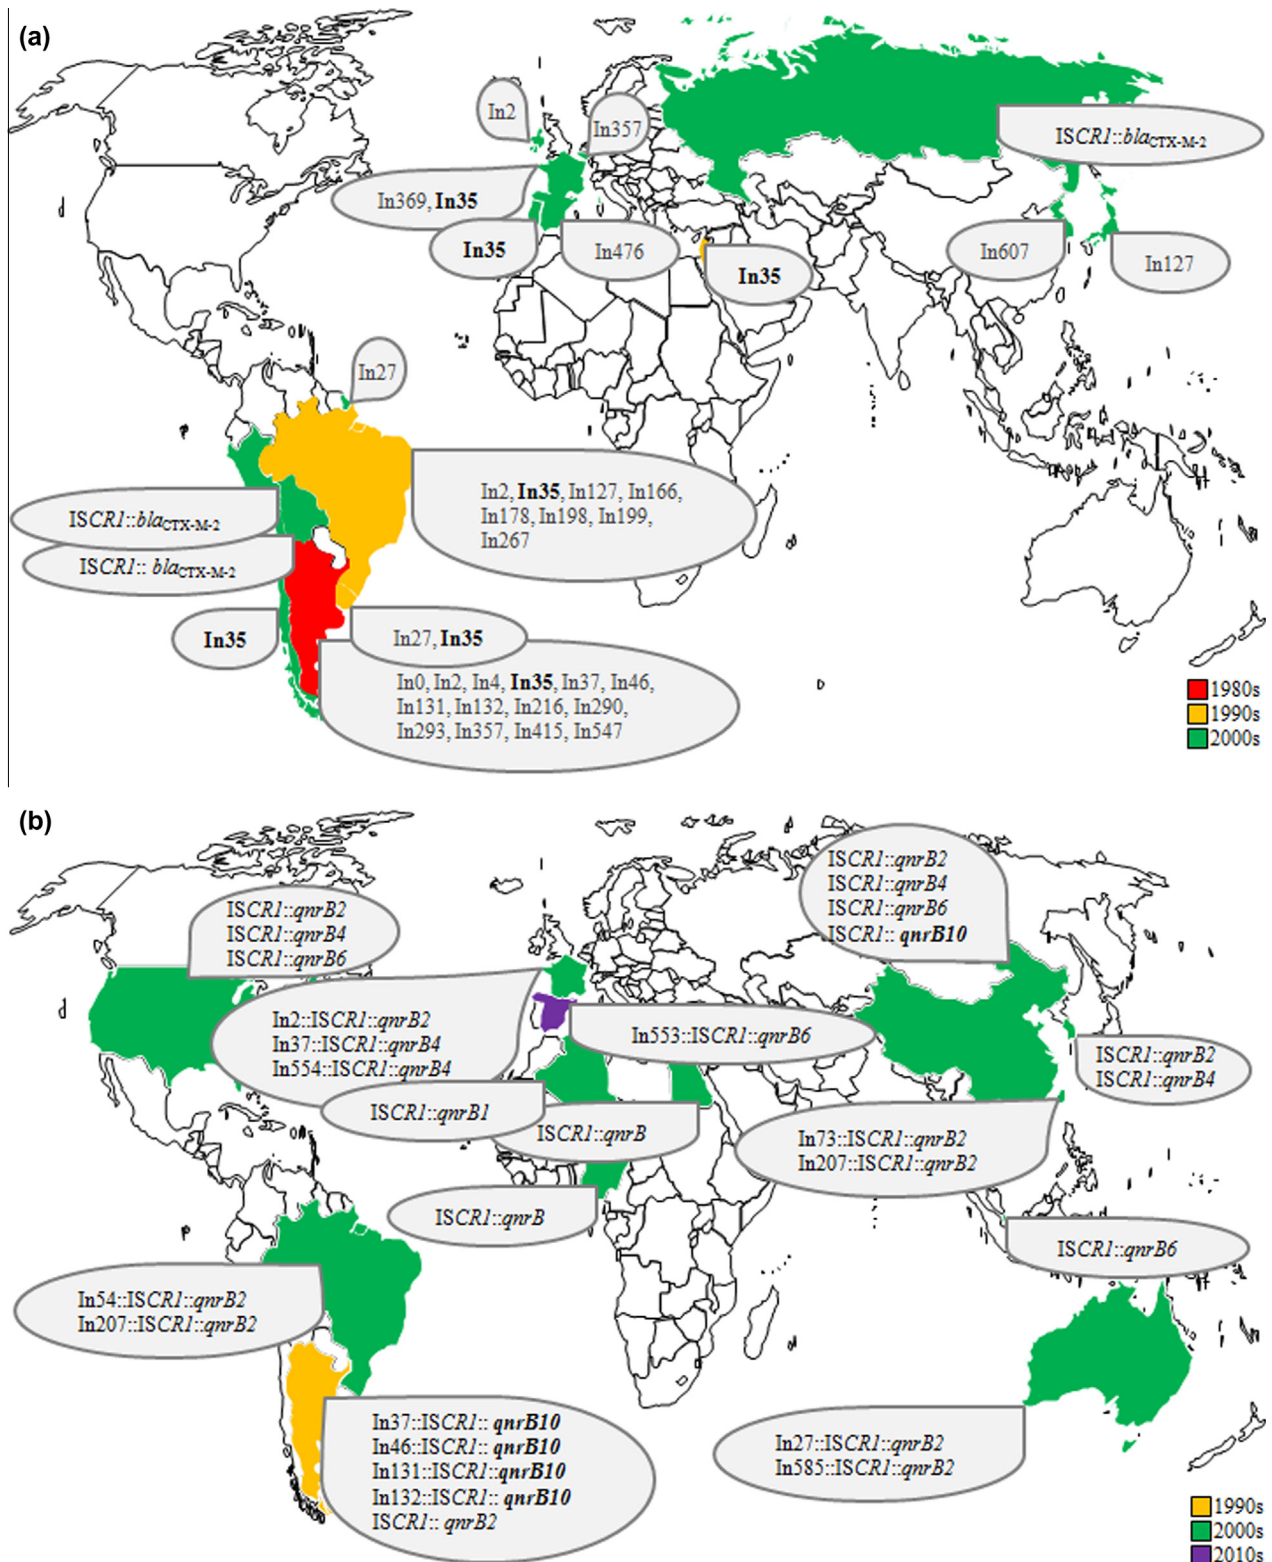 (a)
In2
In357
ISCR1::blaCTX-M-2
In369, In35
In35
In476
In35
In607
In127
In27
In2, In35, In127, In166,
In178, In198, In199,
In267
ISCR1::blaCTX-M-2
ISCR1:: blaCTX-M-2
In35
In27, In35
In0, In2, In4, In35, In37, In46,
In131, In132, In216, In290,
In293, In357, In415, In547
1980s
1990s
2000s
(b)
ISCR1::qnrB2
ISCR1::qnrB4
ISCR1::qnrB6
ISCR1:: qnrB10
ISCR1::qnrB2
ISCR1::qnrB4
ISCR1::qnrB6
In2::ISCR1::qnrB2
In37::ISCR1::qnrB4
In554::ISCR1::qnrB4
In553::ISCR1::qnrB6
ISCR1::qnrB2
ISCR1::qnrB4
ISCR1::qnrB1
ISCR1::qnrB
In73::ISCR1::qnrB2
In207::ISCR1::qnrB2
ISCR1::qnrB
ISCR1::qnrB6
In54::ISCR1::qnrB2
In207::ISCR1::qnrB2
In37::ISCR1:: qnrB10
In46::ISCR1:: qnrB10
In131::ISCR1::qnrB10
In132::ISCR1:: qnrB10
ISCR1:: qnrB2
In27::ISCR1::qnrB2
In585::ISCR1::qnrB2
1990s
2000s
2010s